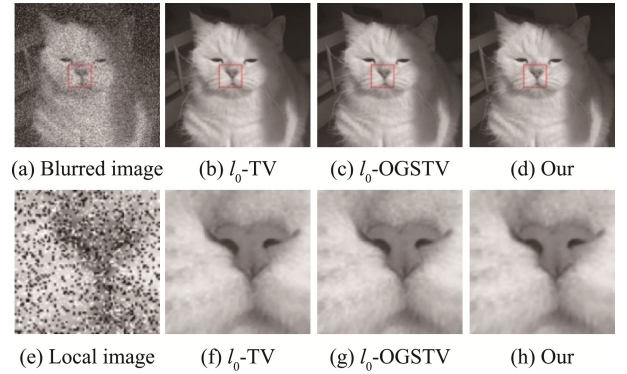 (a) Blurred image (b) l₀-TV (c) l₀-OGSTV (d) Our
(e) Local image (f) l₀-TV (g) l₀-OGSTV (h) Our